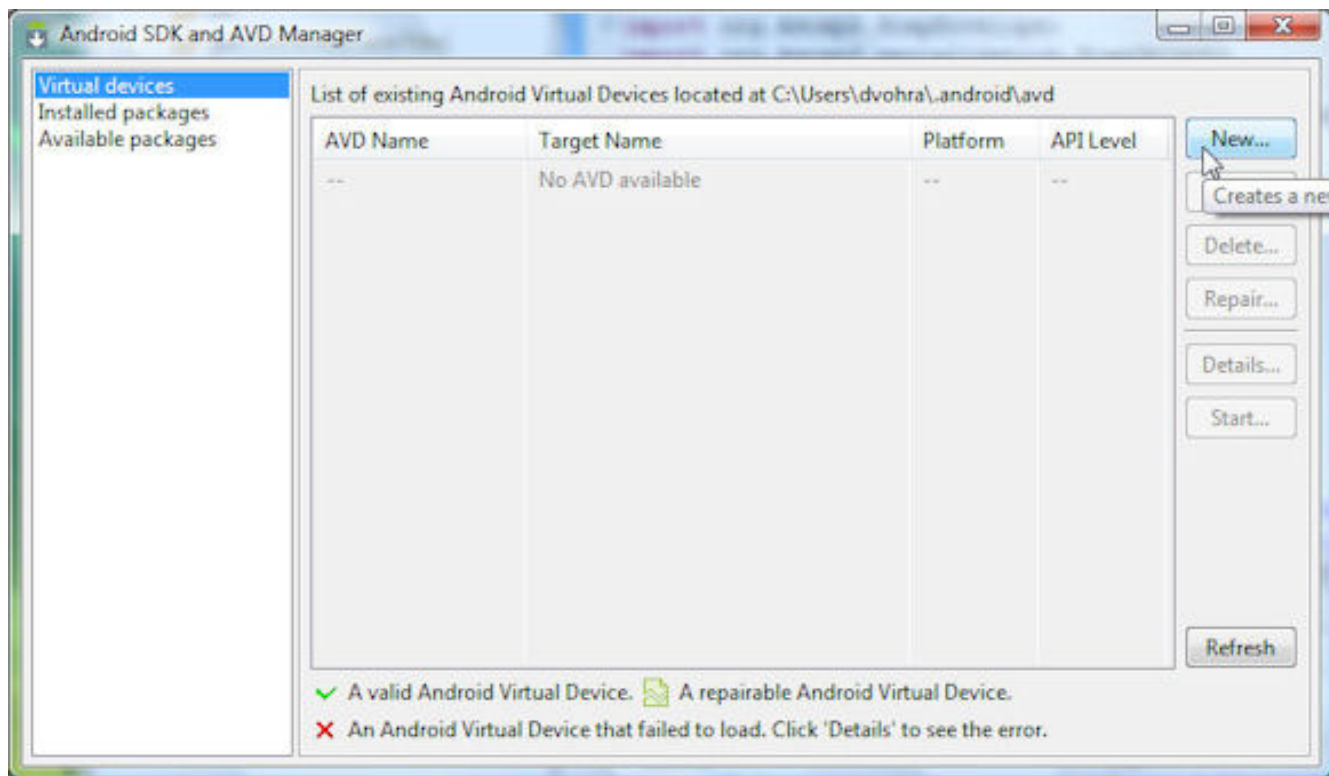 Android SDK and AVD Manager
Virtual devices
Installed packages
Available packages
List of existing Android Virtual Devices located at C:\Users\dvohra\.android\avd
AVD Name Target Name Platform API Level
-- No AVD available -- --
New...
Creates a
Delete...
Repair...
Details...
Start...
Refresh
A valid Android Virtual Device. A repairable Android Virtual Device.
An Android Virtual Device that failed to load. Click 'Details' to see the error.